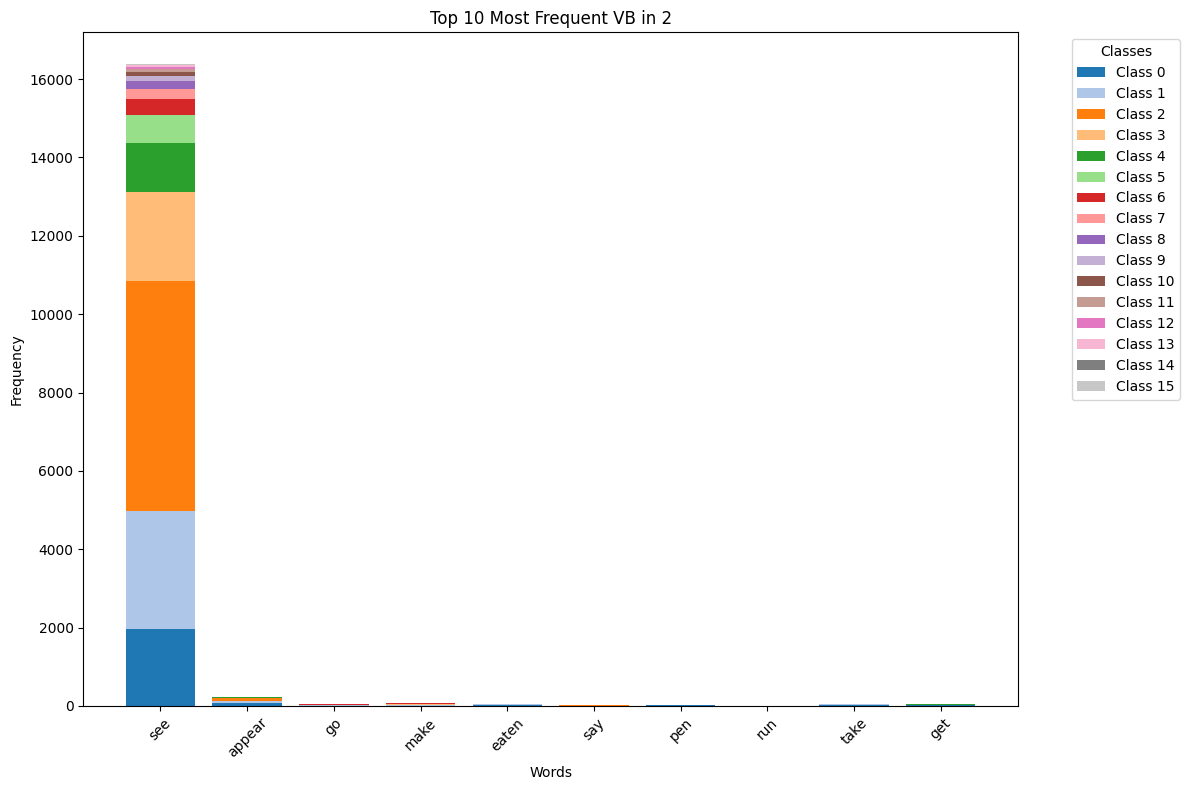 Top 10 Most Frequent VB in 2
Frequency
16000
14000
12000
10000
8000
6000
4000
2000
0
see
appear
go
make
eaten
say
pen
run
take
get
Words
Classes
Class 0
Class 1
Class 2
Class 3
Class 4
Class 5
Class 6
Class 7
Class 8
Class 9
Class 10
Class 11
Class 12
Class 13
Class 14
Class 15